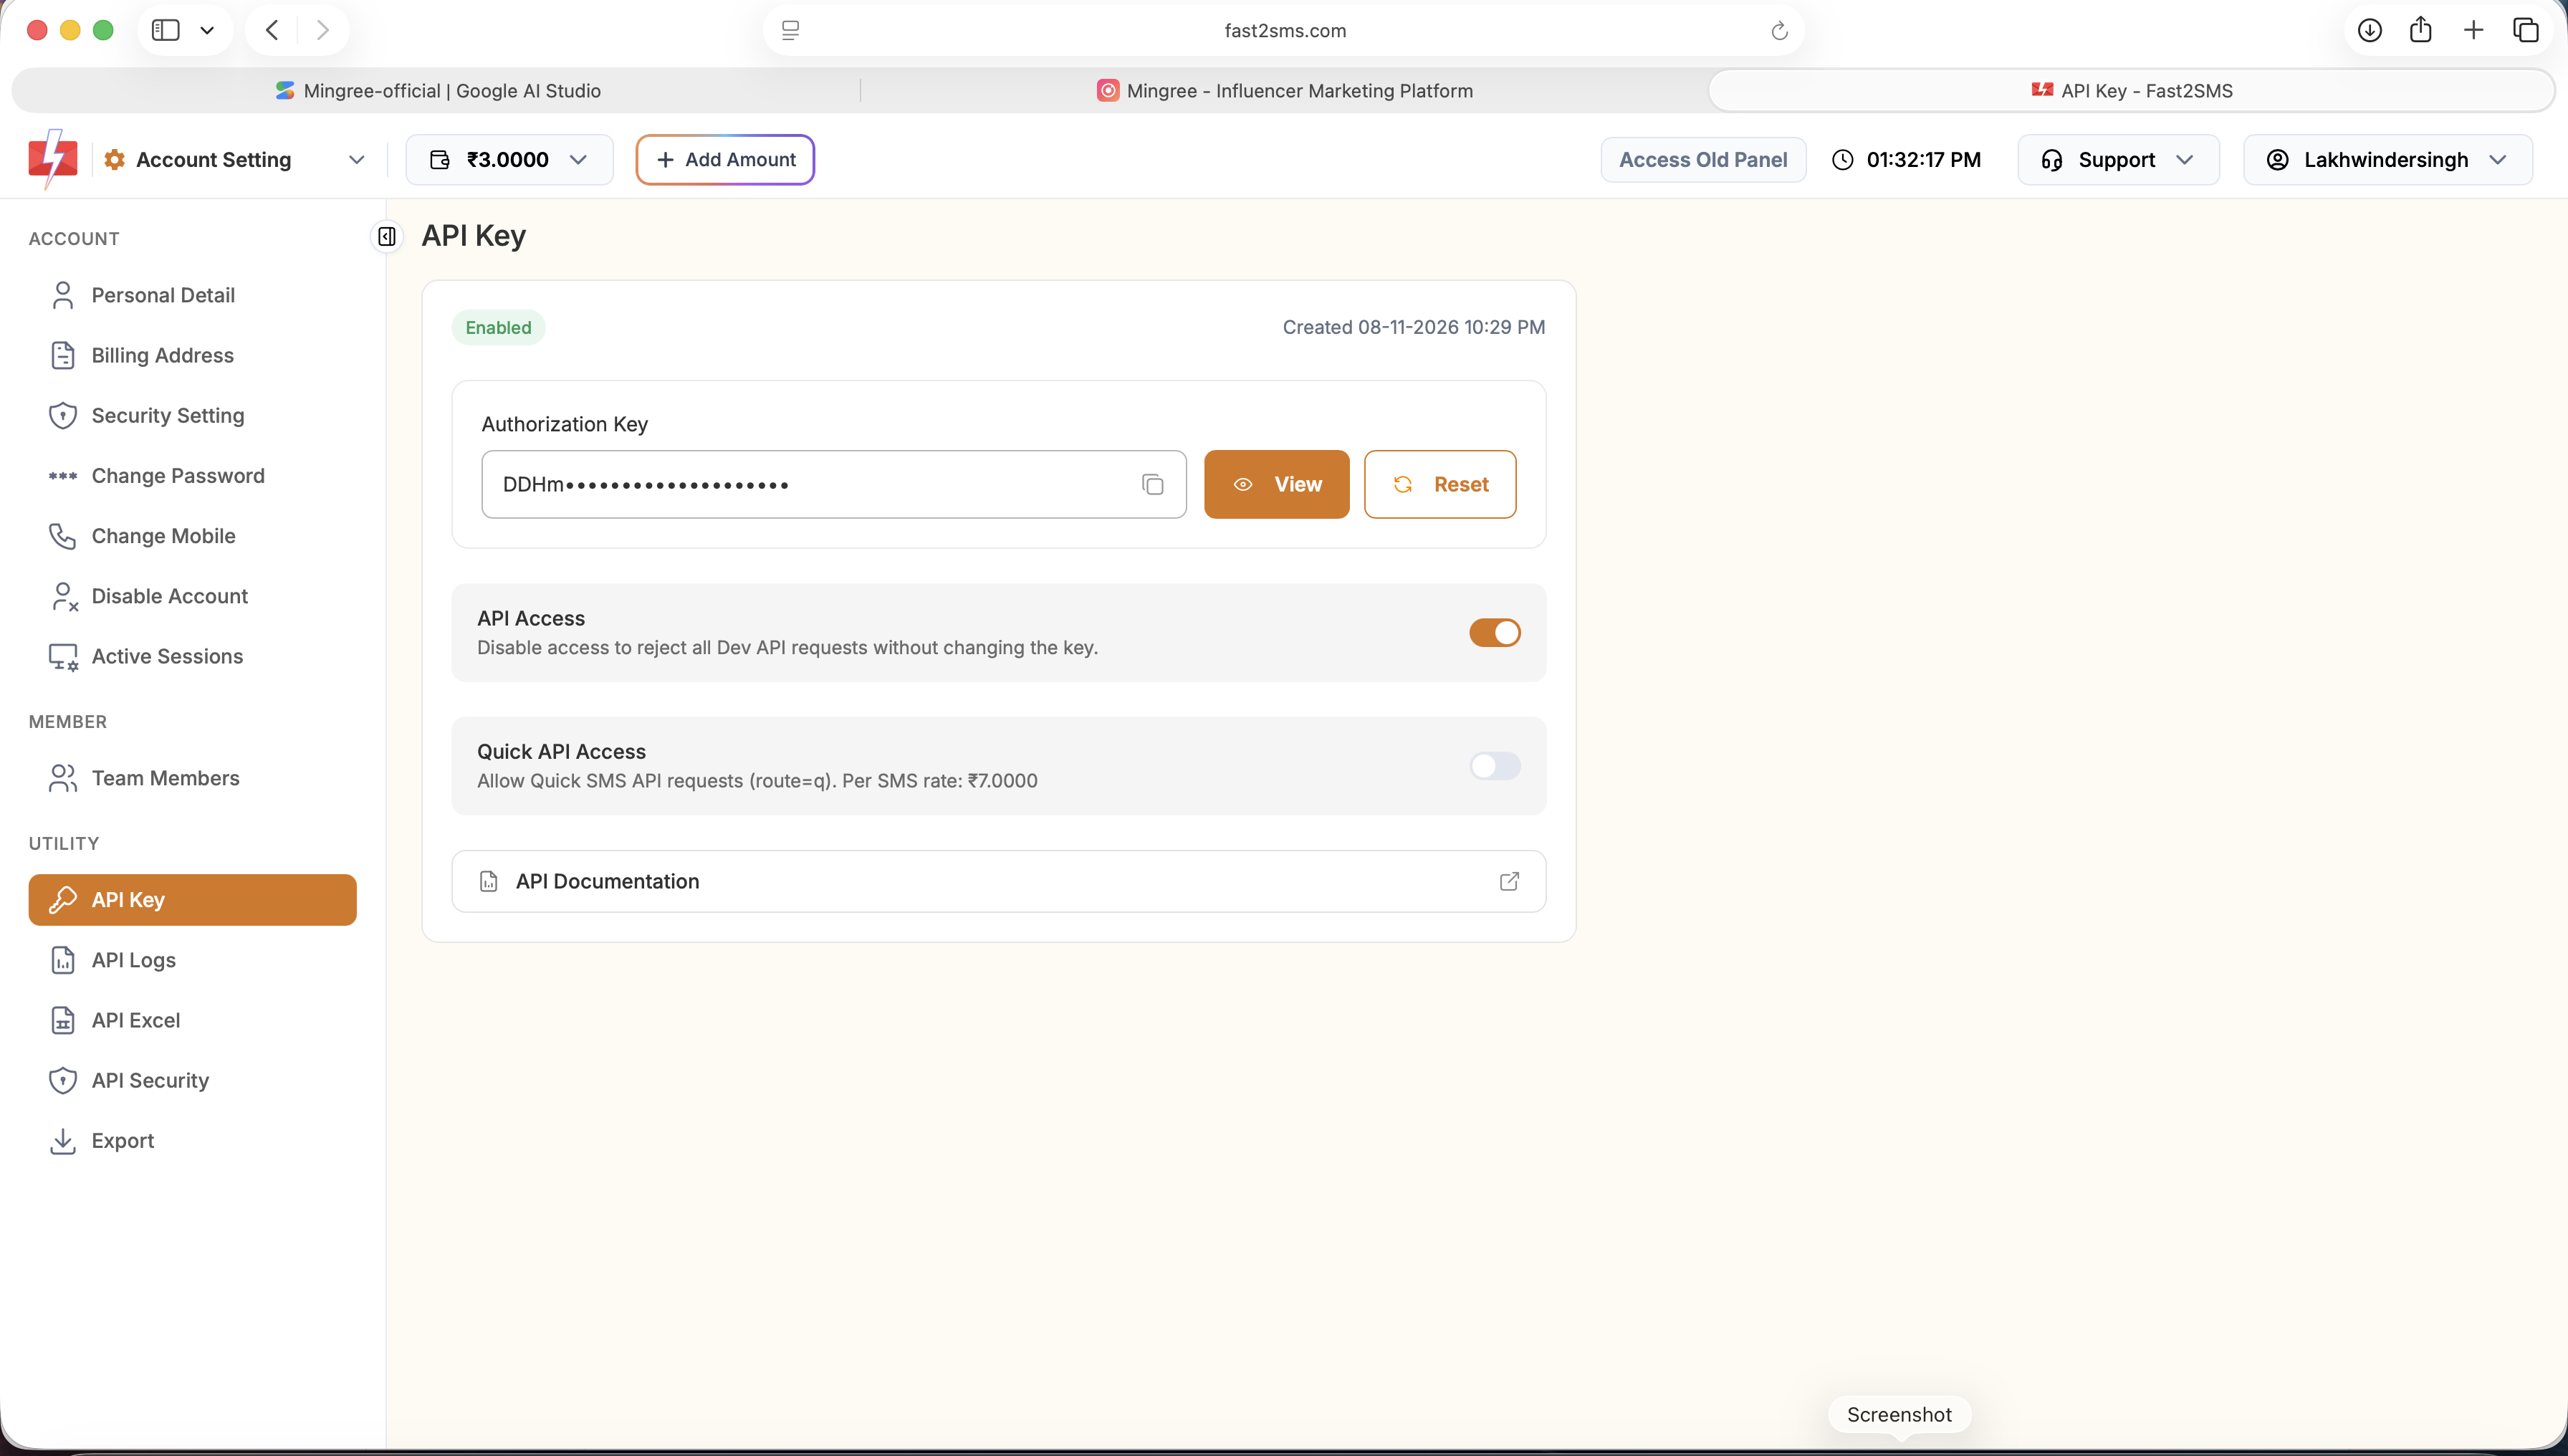 fast2sms.com
Mingree-official | Google AI Studio
Mingree - Influencer Marketing Platform
API Key - Fast2SMS
Account Setting
₹3.0000
+ Add Amount
Access Old Panel
01:32:17 PM
Support
Lakhwindersingh
ACCOUNT
Personal Detail
Billing Address
Security Setting
*** Change Password
Change Mobile
Disable Account
Active Sessions
MEMBER
Team Members
UTILITY
API Key
API Logs
API Excel
API Security
Export
API Key
Enabled
Created 08-11-2026 10:29 PM
Authorization Key
DDHm••••••••••••••••••••
View
Reset
API Access
Disable access to reject all Dev API requests without changing the key.
Quick API Access
Allow Quick SMS API requests (route=q). Per SMS rate: ₹7.0000
API Documentation
Screenshot